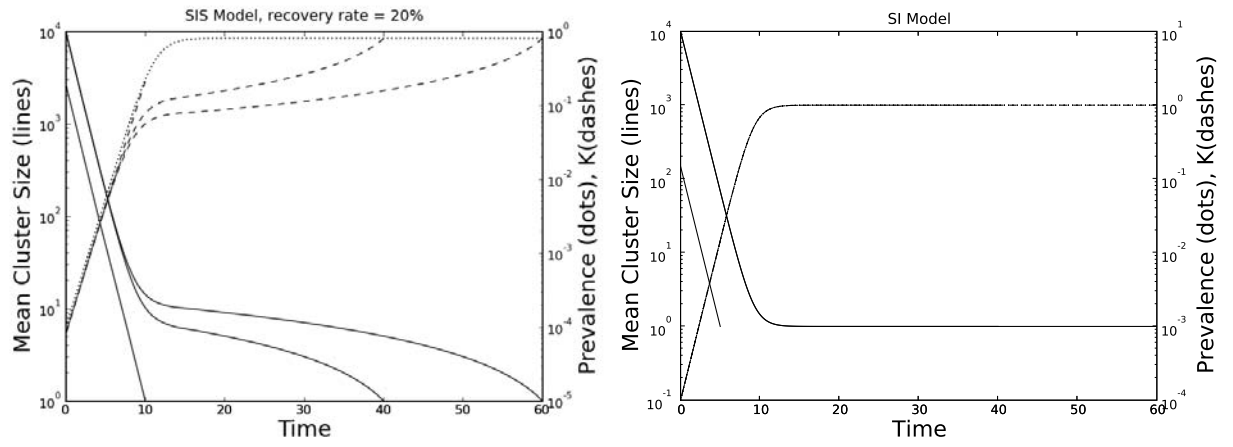 SIS Model, recovery rate = 20%
Mean Cluster Size (lines)
10^4
10^3
10^2
10^1
10^0
0 10 20 30 40 50 60
Time
10^0
10^-1
10^-2
10^-3
10^-4
10^-5
Prevalence (dots), K(dashes)
SI Model
Mean Cluster Size (lines)
10^4
10^3
10^2
10^1
10^0
10^-1
0 10 20 30 40 50 60
Time
10^1
10^0
10^-1
10^-2
10^-3
10^-4
Prevalence (dots), K(dashes)